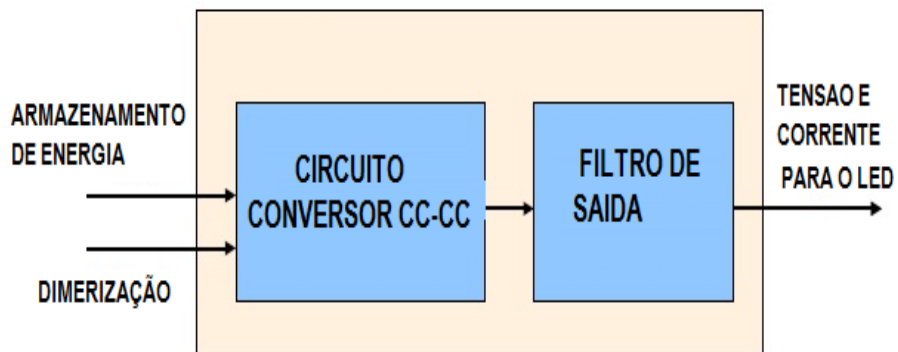 ARMAZENAMENTO
DE ENERGIA
DIMERIZAÇÃO
CIRCUITO
CONVERSOR CC-CC
FILTRO DE
SAIDA
TENSAO E
CORRENTE
PARA O LED